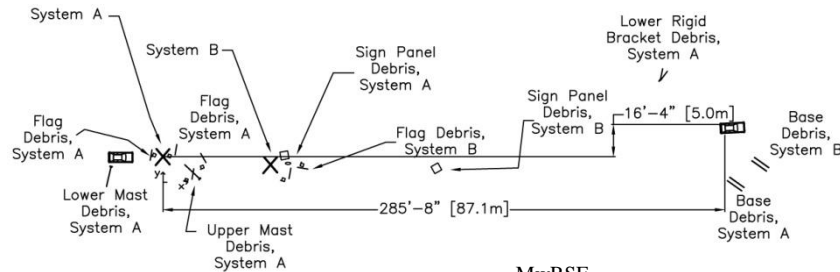 System A
System B
Sign Panel
Debris,
System A
Lower Rigid
Bracket Debris,
System A
Flag
Debris,
System A
Flag
Debris,
System A
Flag Debris,
System B
Sign Panel
Debris,
System B
16'-4" [5.0m]
Base
Debris,
System B
y
x
Lower Mast
Debris,
System A
Upper Mast
Debris,
System A
285'-8" [87.1m]
Base
Debris,
System A
MwRSF